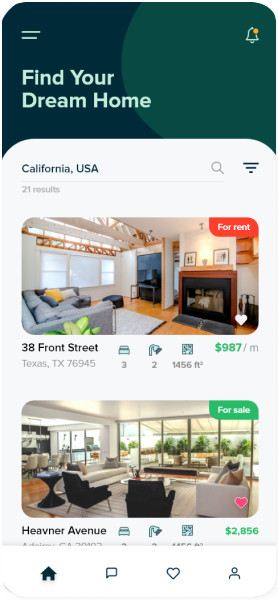 Find Your
Dream Home
California, USA
21 results
For rent
38 Front Street
$987/ m
Texas, TX 76945
3
2
1456 ft²
For sale
Heavner Avenue
$2,856